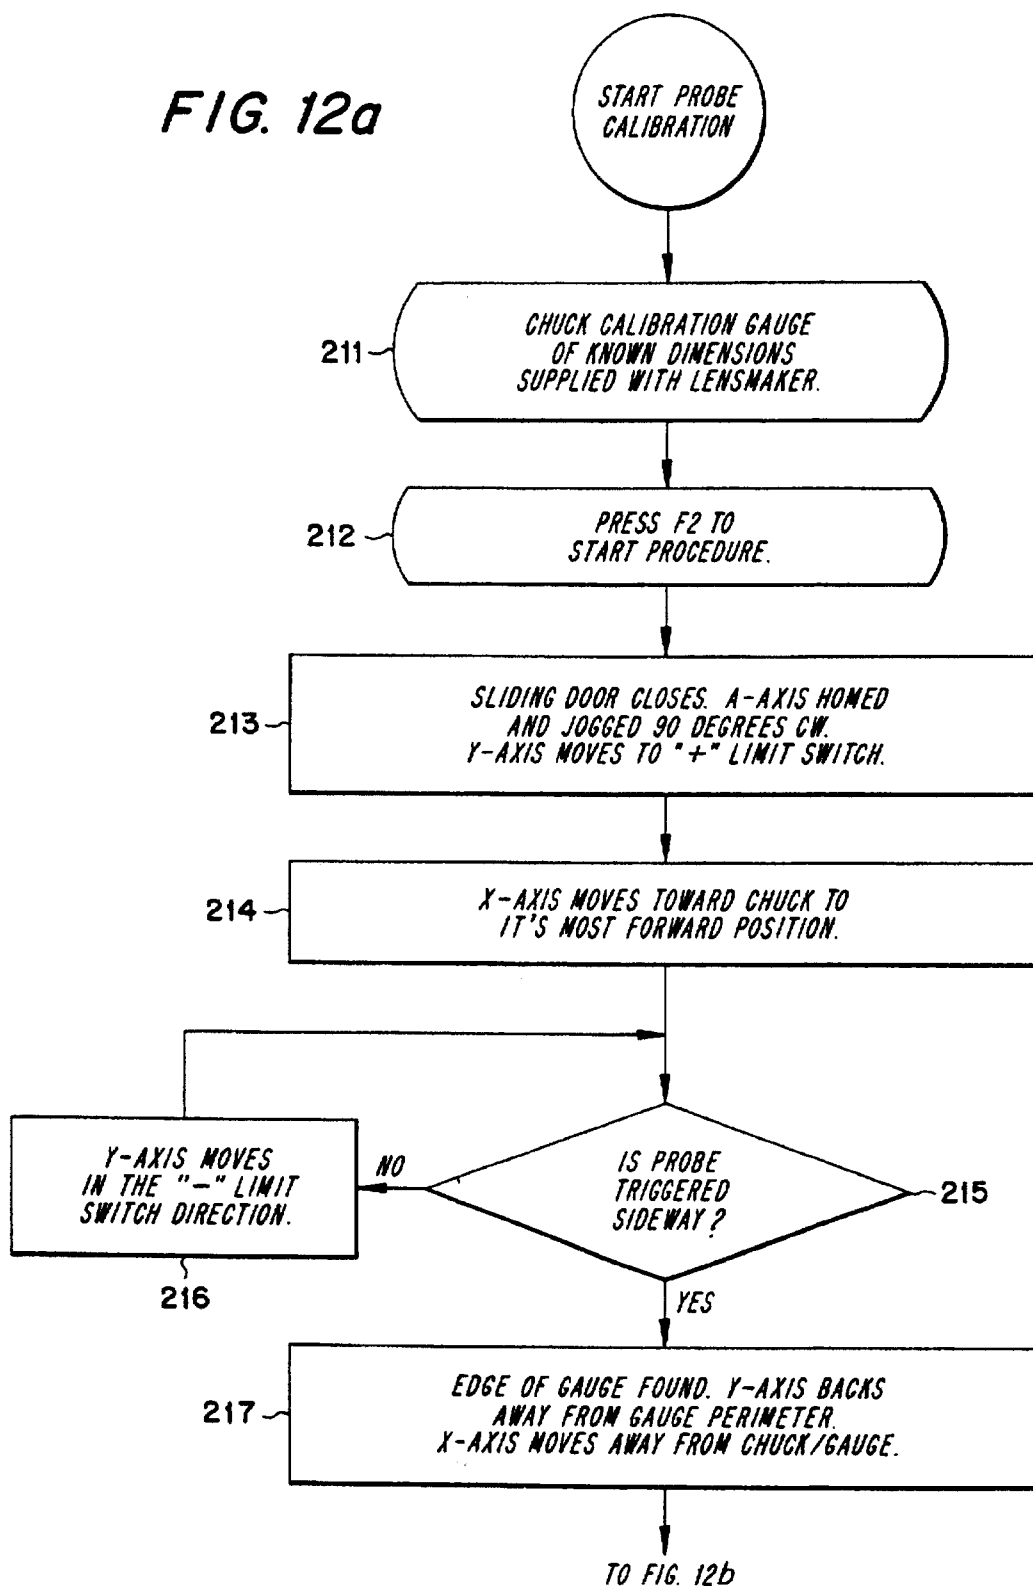 FIG. 12a
START PROBE
CALIBRATION
211
CHUCK CALIBRATION GAUGE
OF KNOWN DIMENSIONS
SUPPLIED WITH LENSMAKER.
212
PRESS F2 TO
START PROCEDURE.
213
SLIDING DOOR CLOSES. A-AXIS HOMED
AND JOGGED 90 DEGREES CW.
Y-AXIS MOVES TO "+" LIMIT SWITCH.
214
X-AXIS MOVES TOWARD CHUCK TO
IT'S MOST FORWARD POSITION.
Y-AXIS MOVES
IN THE "-" LIMIT
SWITCH DIRECTION.
216
NO
IS PROBE
TRIGGERED
SIDEWAY?
215
YES
217
EDGE OF GAUGE FOUND. Y-AXIS BACKS
AWAY FROM GAUGE PERIMETER.
X-AXIS MOVES AWAY FROM CHUCK/GAUGE.
TO FIG. 12b